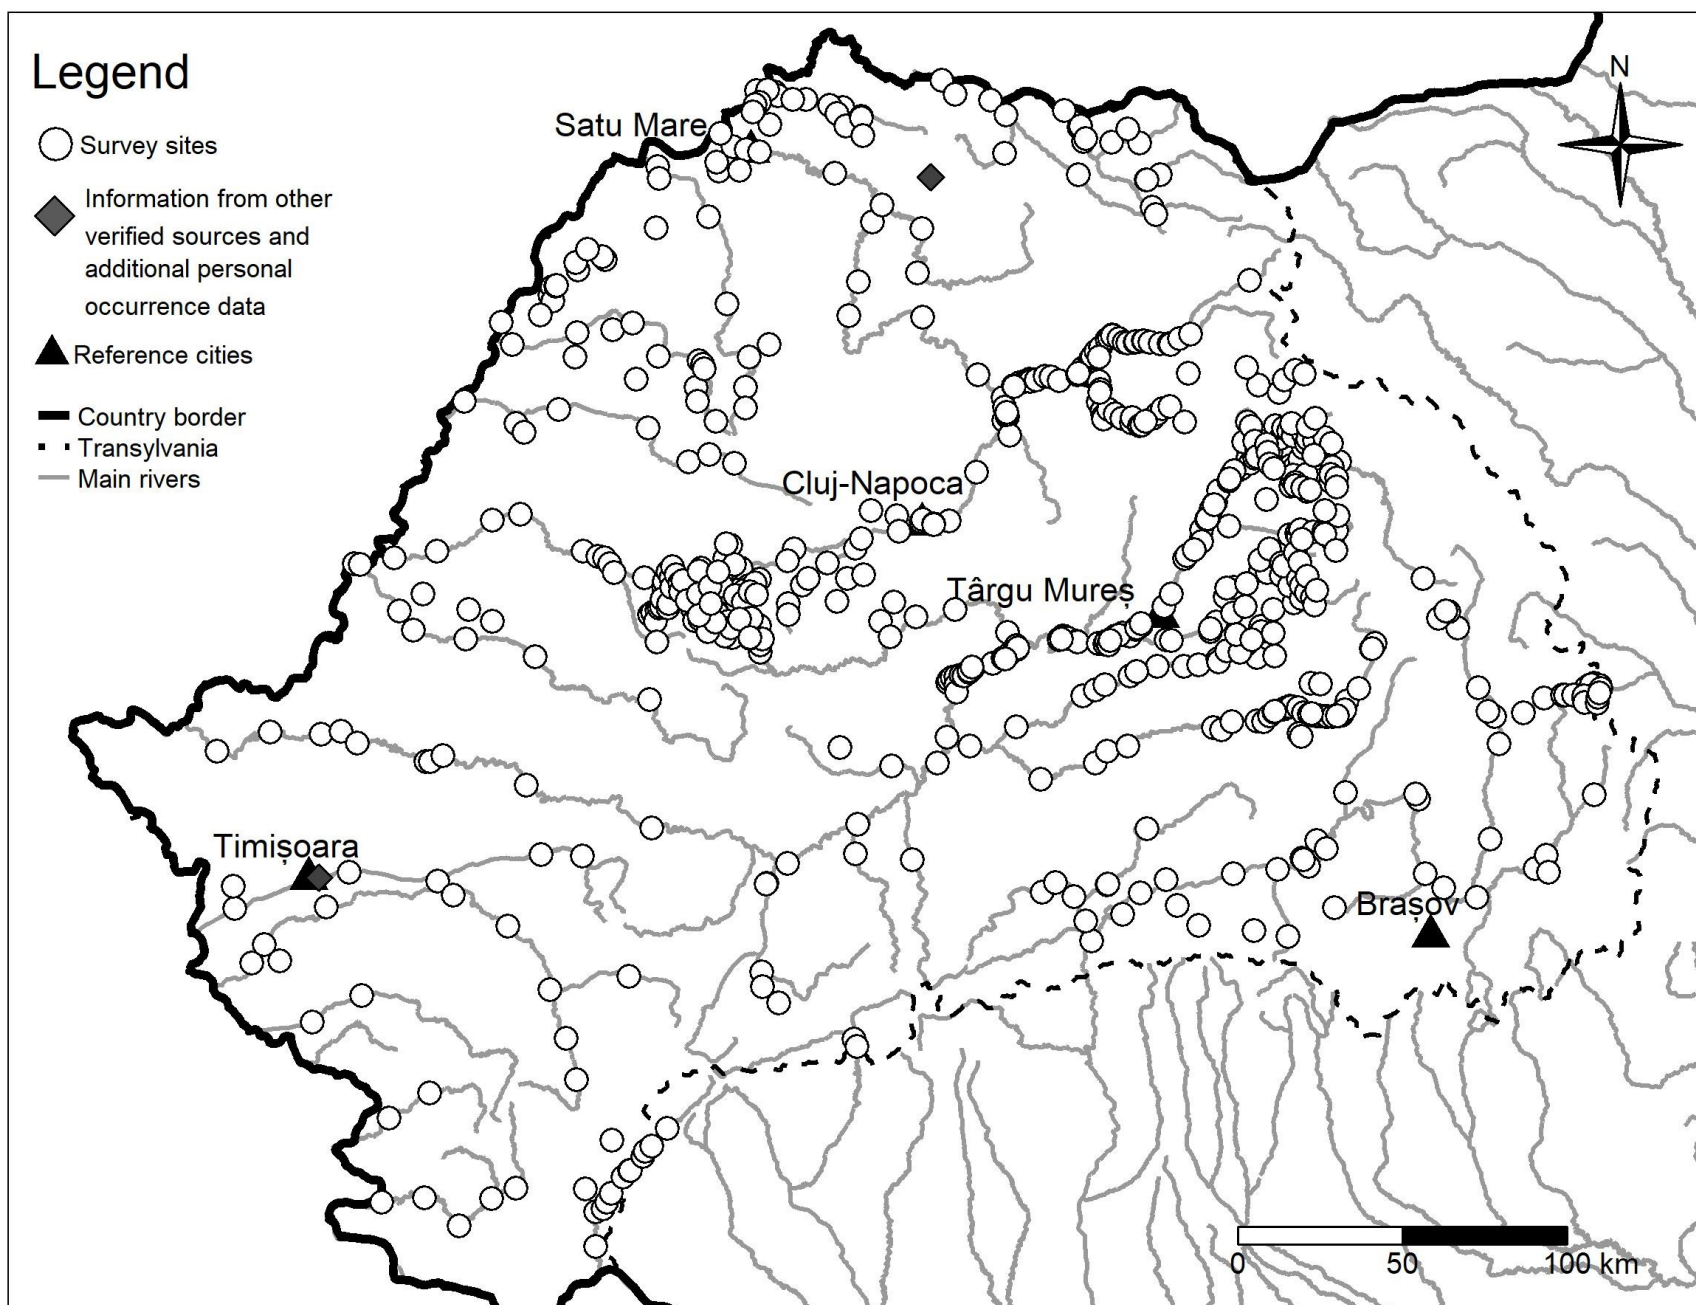 Legend
Survey sites
Information from other
verified sources and
additional personal
occurrence data
Reference cities
Country border
Transylvania
Main rivers
N
Satu Mare
Cluj-Napoca
Târgu Mureș
Timișoara
Brașov
0 50 100 km